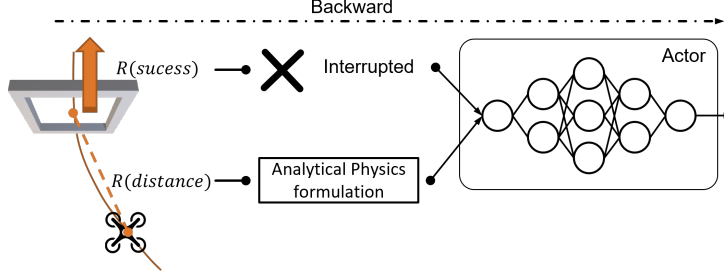 Backward
R(sucess)
Interrupted
Actor
R(distance)
Analytical Physics
formulation